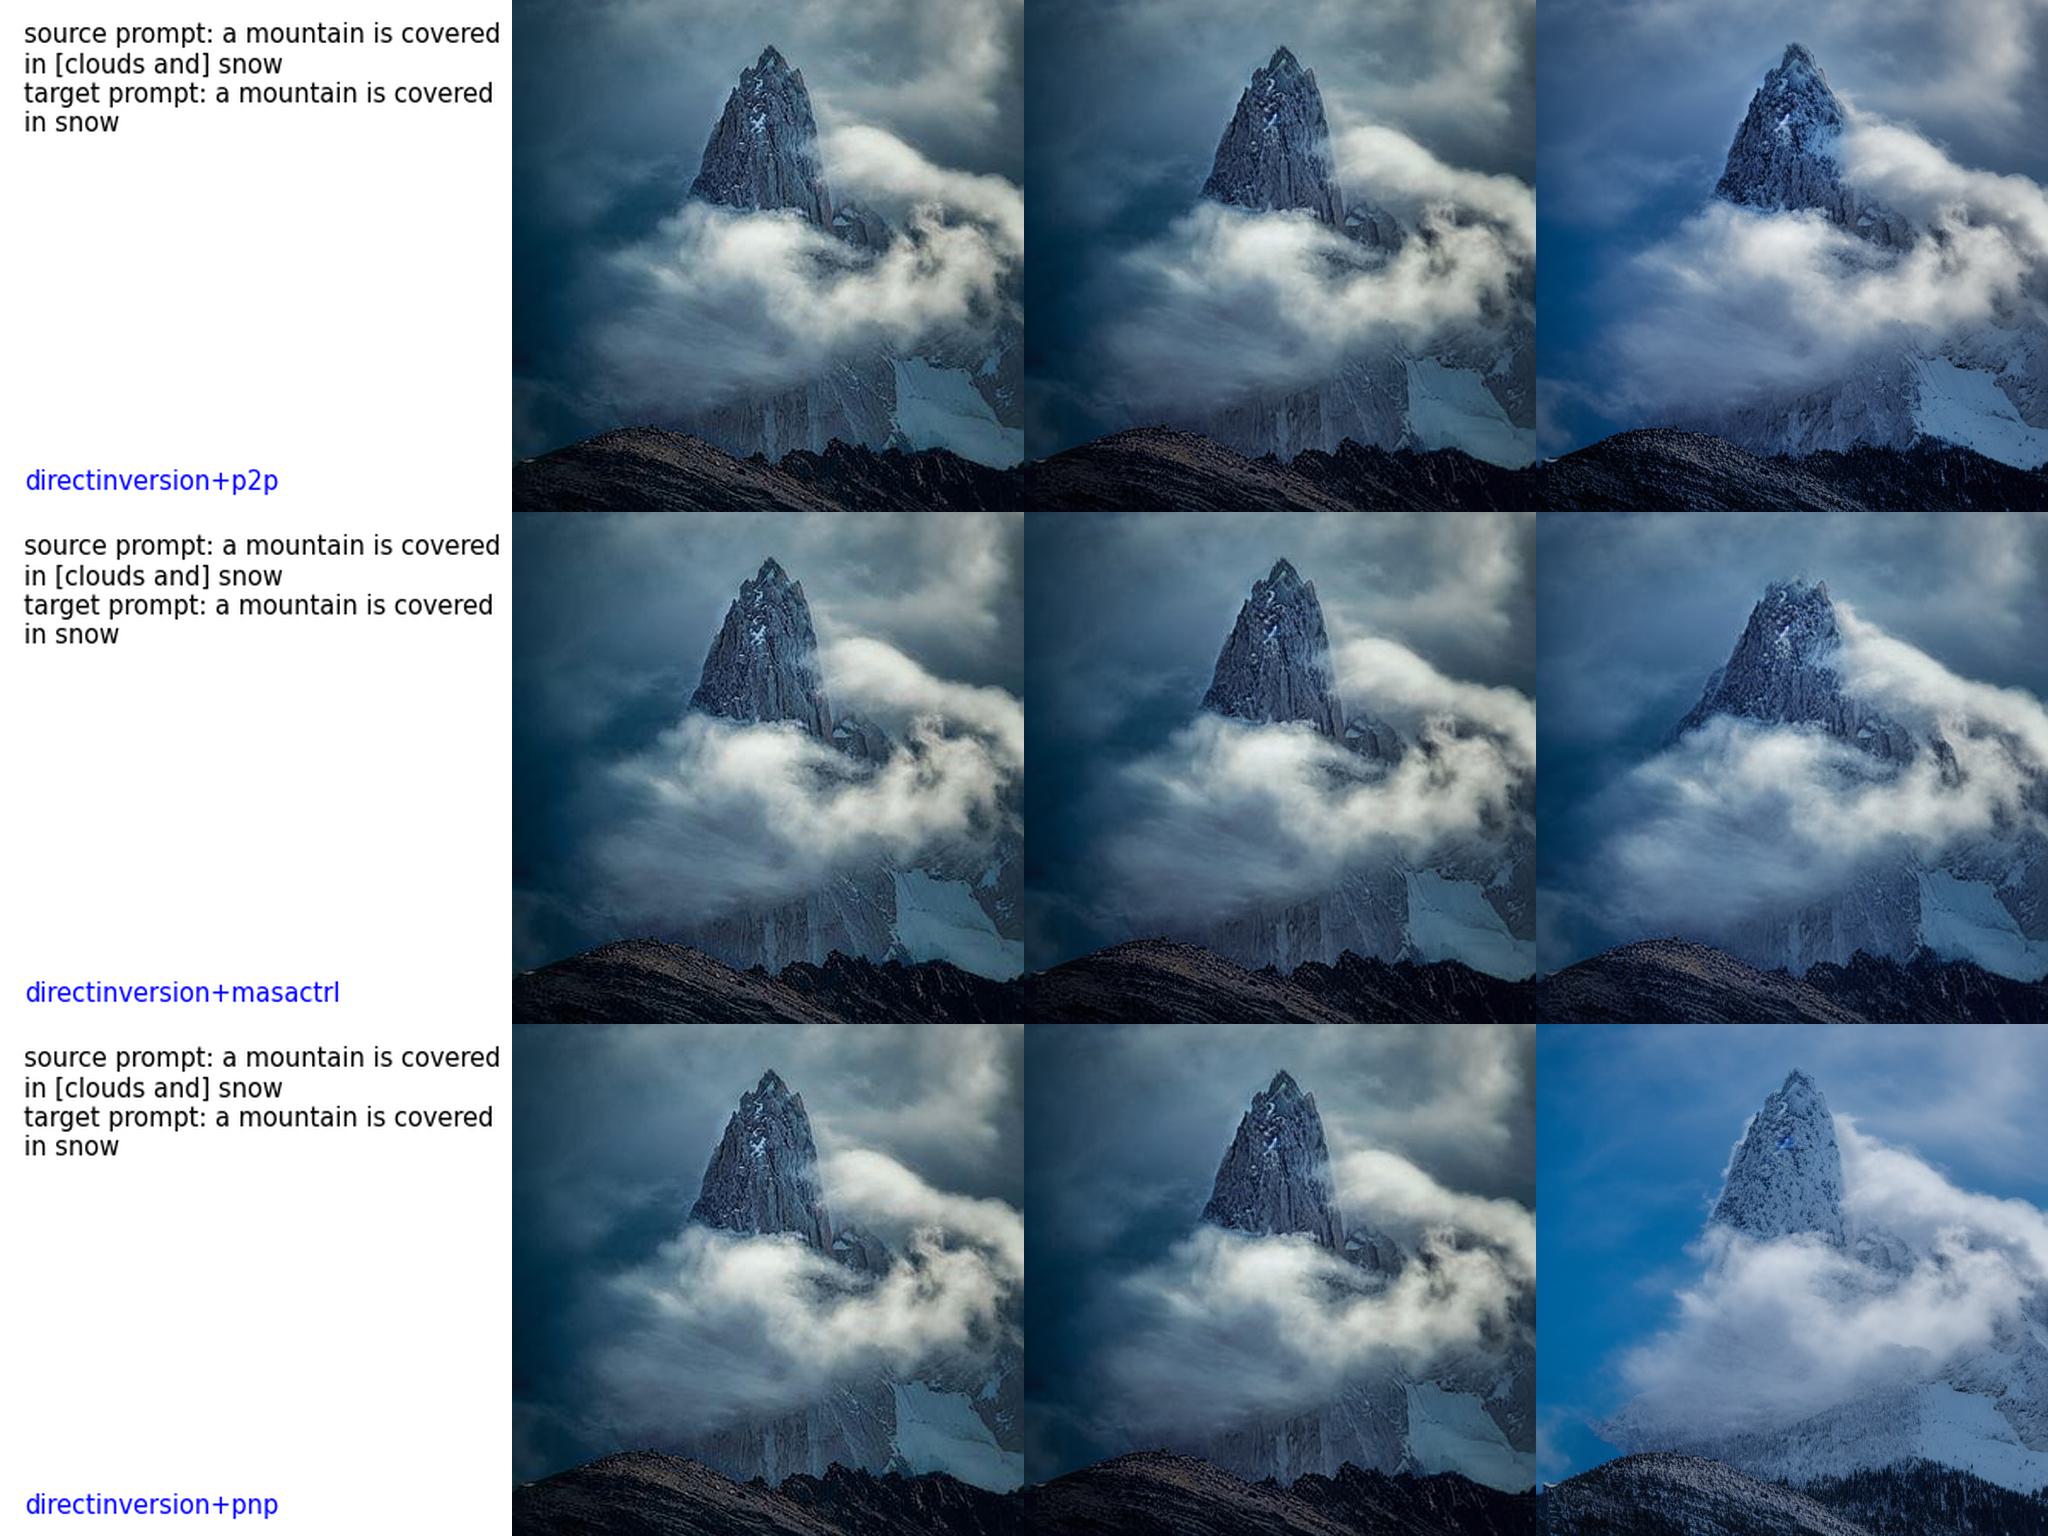 source prompt: a mountain is covered
in [clouds and] snow
target prompt: a mountain is covered
in snow
directinversion+p2p
source prompt: a mountain is covered
in [clouds and] snow
target prompt: a mountain is covered
in snow
directinversion+masactrl
source prompt: a mountain is covered
in [clouds and] snow
target prompt: a mountain is covered
in snow
directinversion+pnp